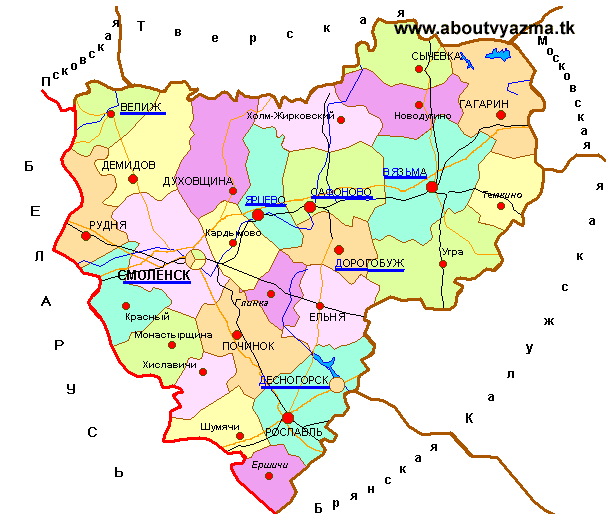 www.aboutvyazma.tk
Псковская
Тверская
Московская
СЫЧЕВКА
ВЕЛИЖ
Холм-Жирковский
Новодугино
ГАГАРИН
ДЕМИДОВ
ДУХОВЩИНА
ВЯЗЬМА
ЯРЦЕВО
САФОНОВО
Темкино
РУДНЯ
Кардымово
Угра
СМОЛЕНСК
ДОРОГОБУЖ
Глинка
Красный
ЕЛЬНЯ
Монастырщина
ПОЧИНОК
Хиславичи
ДЕСНОГОРСК
Шумячи
РОСЛАВЛЬ
Ершичи
БЕЛАРУСЬ
Калужская
Брянская